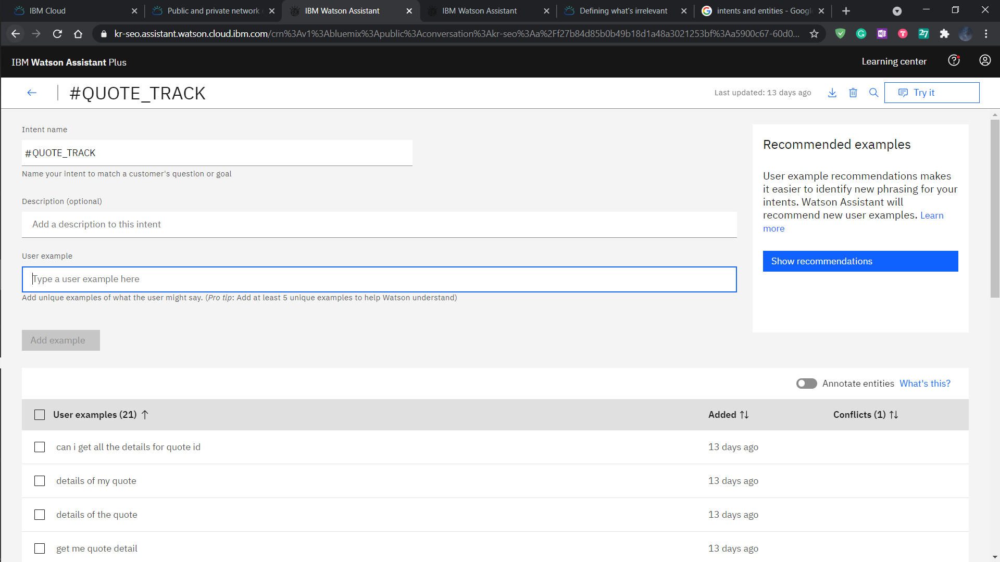 IBM Cloud
Public and private network
IBM Watson Assistant
IBM Watson Assistant
Defining what's irrelevant
intents and entities - Googl
kr-seo.assistant.watson.cloud.ibm.com/crn%3Av1%3Abluemix%3Apublic%3Aconversation%3Akr-seo%3Aa%2Ff27b84d85b0b49b18d1a48a3021253bf%3Aa5900c67-60d0...
27
IBM Watson Assistant Plus
Learning center
#QUOTE_TRACK
Last updated: 13 days ago
Try it
Intent name
#QUOTE_TRACK
Name your intent to match a customer's question or goal
Description (optional)
Add a description to this intent
User example
Type a user example here
Add unique examples of what the user might say. (Pro tip: Add at least 5 unique examples to help Watson understand)
Add example
Recommended examples
User example recommendations makes
it easier to identify new phrasing for your
intents. Watson Assistant will
recommend new user examples. Learn
more
Show recommendations
Annotate entities What's this?
User examples (21)
Added
Conflicts (1)
can i get all the details for quote id
13 days ago
details of my quote
13 days ago
details of the quote
13 days ago
get me quote detail
13 days ago